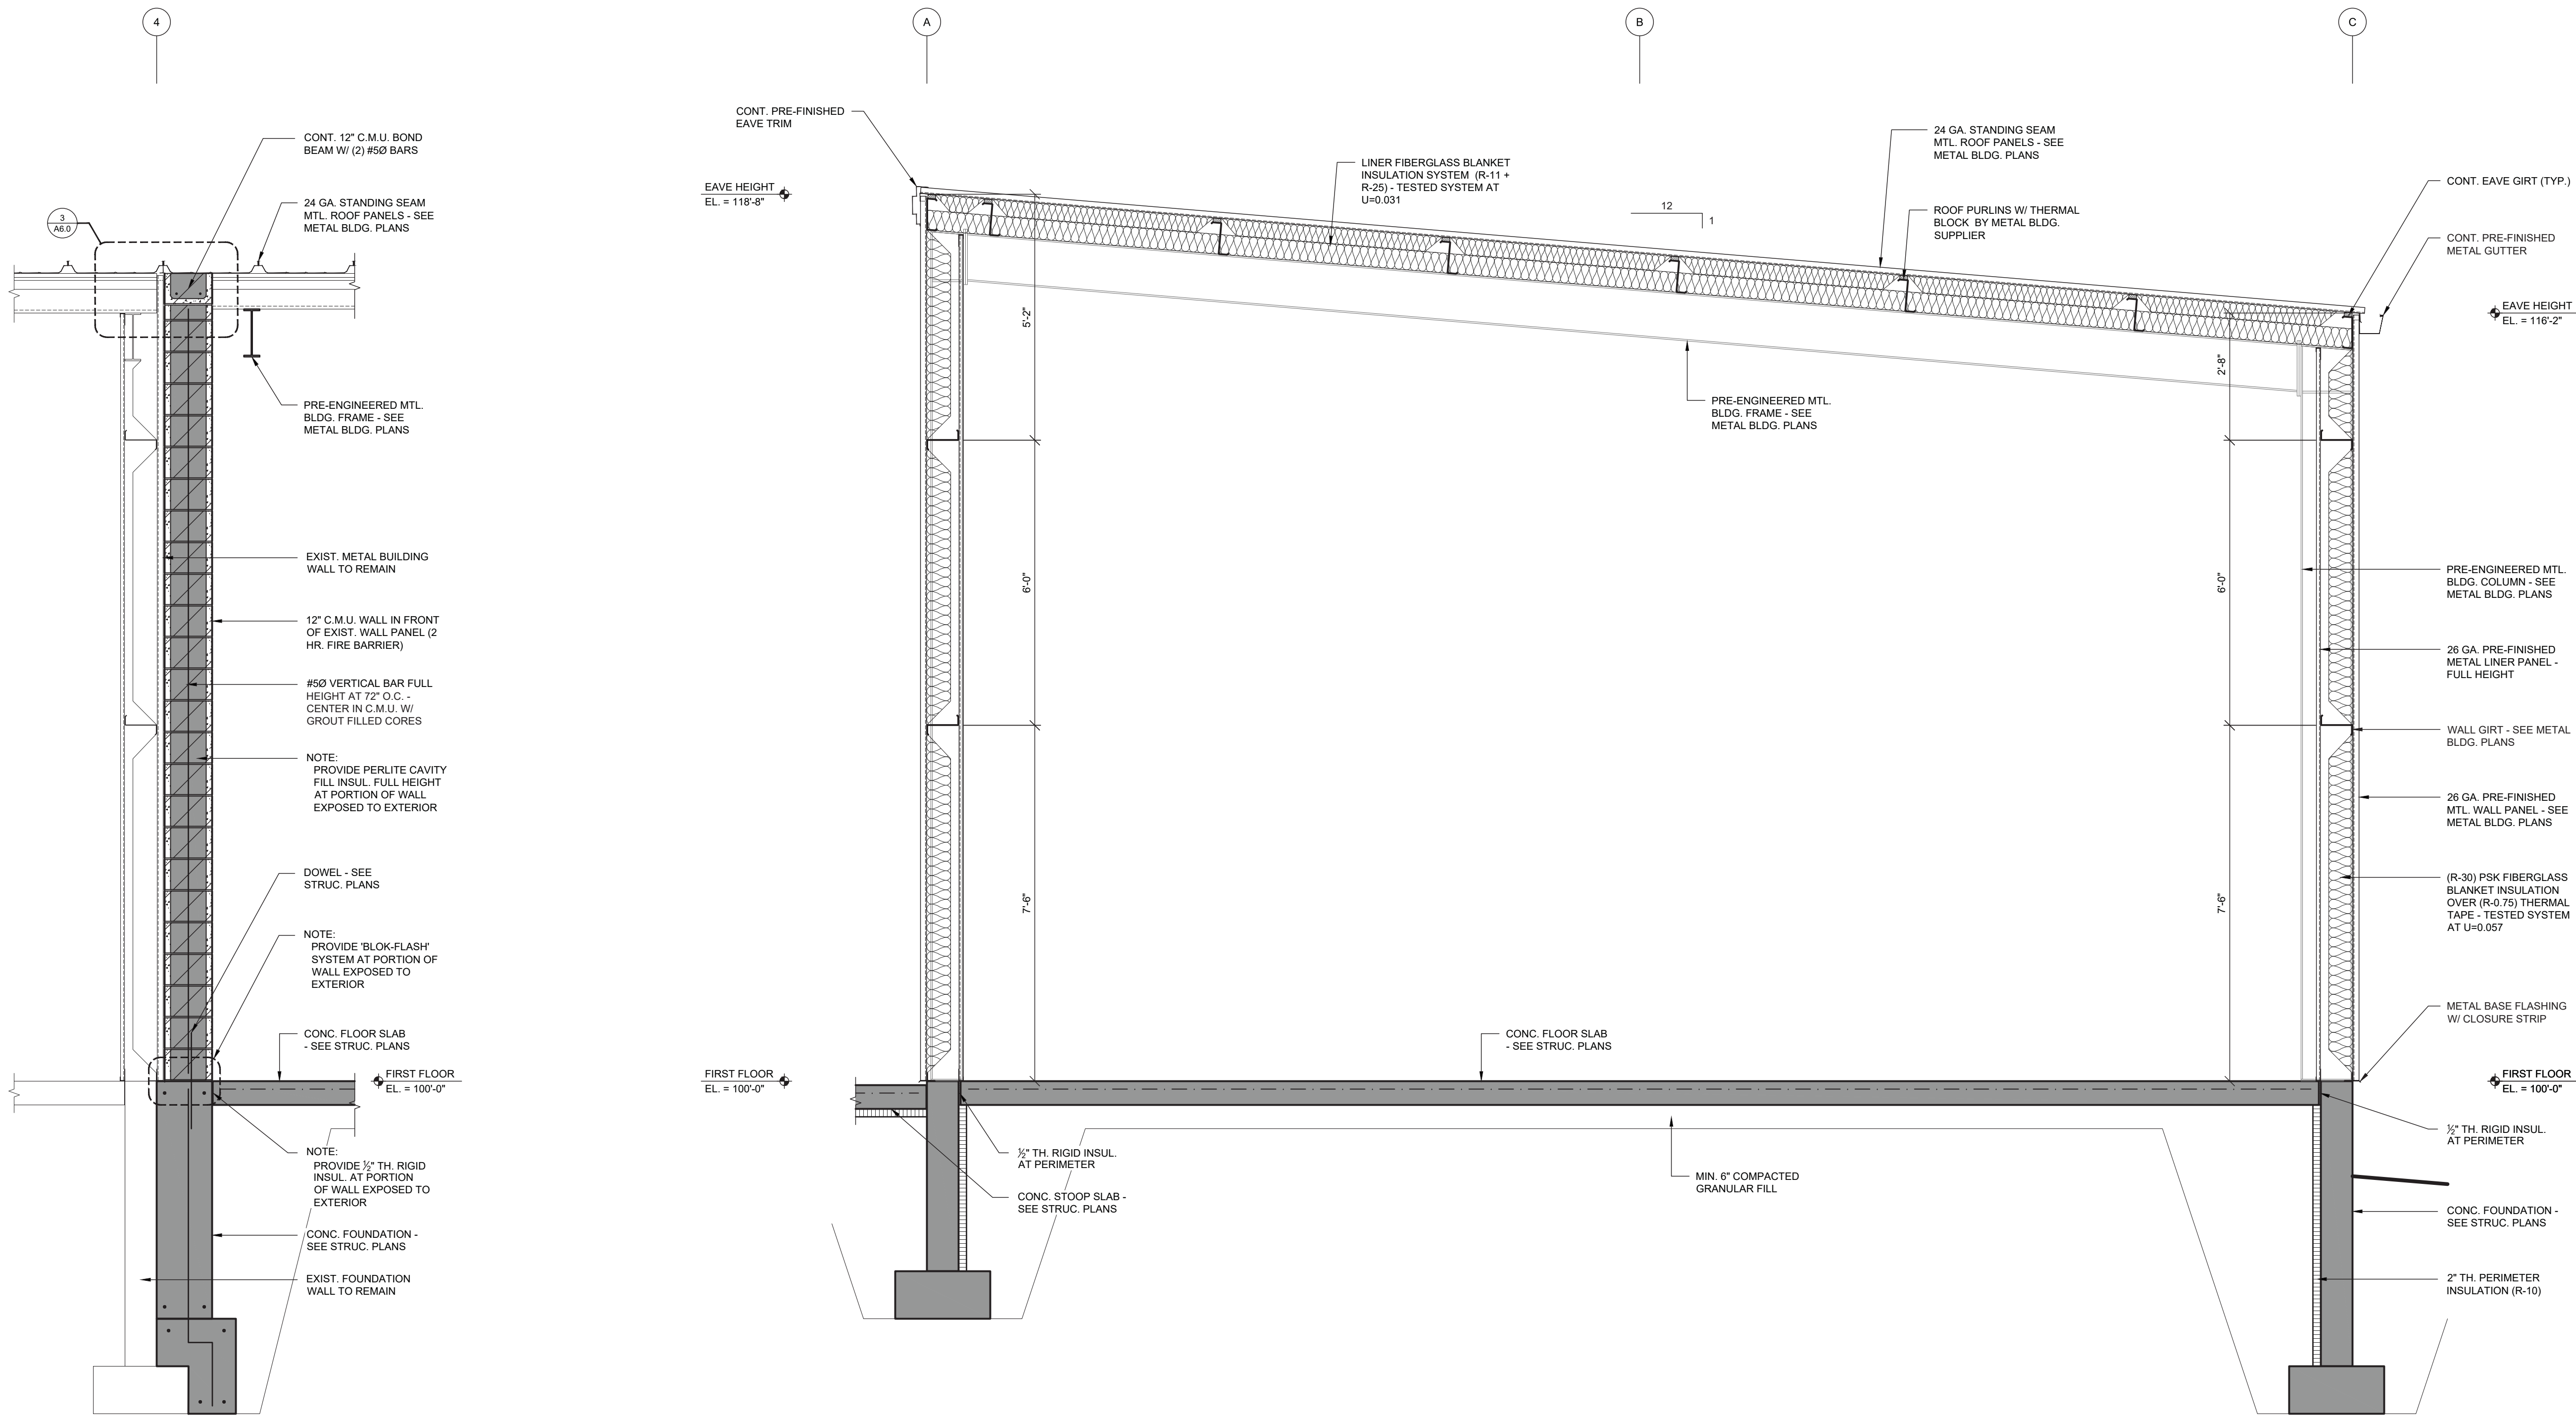 4
CONT. 12" C.M.U. BOND
BEAM W/ (2) #5Ø BARS
24 GA. STANDING SEAM
MTL. ROOF PANELS - SEE
METAL BLDG. PLANS
3
A6.0
PRE-ENGINEERED MTL.
BLDG. FRAME - SEE
METAL BLDG. PLANS
EXIST. METAL BUILDING
WALL TO REMAIN
12" C.M.U. WALL IN FRONT
OF EXIST. WALL PANEL (2
HR. FIRE BARRIER)
#5Ø VERTICAL BAR FULL
HEIGHT AT 72" O.C. -
CENTER IN C.M.U. W/
GROUT FILLED CORES
NOTE:
PROVIDE PERLITE CAVITY
FILL INSUL. FULL HEIGHT
AT PORTION OF WALL
EXPOSED TO EXTERIOR
DOWEL - SEE
STRUC. PLANS
NOTE:
PROVIDE 'BLOK-FLASH'
SYSTEM AT PORTION OF
WALL EXPOSED TO
EXTERIOR
CONC. FLOOR SLAB
- SEE STRUC. PLANS
FIRST FLOOR
EL. = 100'-0"
NOTE:
PROVIDE ½" TH. RIGID
INSUL. AT PORTION
OF WALL EXPOSED TO
EXTERIOR
CONC. FOUNDATION -
SEE STRUC. PLANS
EXIST. FOUNDATION
WALL TO REMAIN
A
B
C
CONT. PRE-FINISHED
EAVE TRIM
EAVE HEIGHT
EL. = 118'-8"
LINER FIBERGLASS BLANKET
INSULATION SYSTEM (R-11 +
R-25) - TESTED SYSTEM AT
U=0.031
12
1
24 GA. STANDING SEAM
MTL. ROOF PANELS - SEE
METAL BLDG. PLANS
ROOF PURLINS W/ THERMAL
BLOCK BY METAL BLDG.
SUPPLIER
CONT. EAVE GIRT (TYP.)
CONT. PRE-FINISHED
METAL GUTTER
EAVE HEIGHT
EL. = 116'-2"
5'-2"
2'-8"
PRE-ENGINEERED MTL.
BLDG. FRAME - SEE
METAL BLDG. PLANS
6'-0"
6'-0"
PRE-ENGINEERED MTL.
BLDG. COLUMN - SEE
METAL BLDG. PLANS
26 GA. PRE-FINISHED
METAL LINER PANEL -
FULL HEIGHT
WALL GIRT - SEE METAL
BLDG. PLANS
26 GA. PRE-FINISHED
MTL. WALL PANEL - SEE
METAL BLDG. PLANS
7'-6"
7'-6"
(R-30) PSK FIBERGLASS
BLANKET INSULATION
OVER (R-0.75) THERMAL
TAPE - TESTED SYSTEM
AT U=0.057
METAL BASE FLASHING
W/ CLOSURE STRIP
CONC. FLOOR SLAB
- SEE STRUC. PLANS
FIRST FLOOR
EL. = 100'-0"
FIRST FLOOR
EL. = 100'-0"
½" TH. RIGID INSUL.
AT PERIMETER
CONC. STOOP SLAB -
SEE STRUC. PLANS
MIN. 6" COMPACTED
GRANULAR FILL
½" TH. RIGID INSUL.
AT PERIMETER
CONC. FOUNDATION -
SEE STRUC. PLANS
2" TH. PERIMETER
INSULATION (R-10)